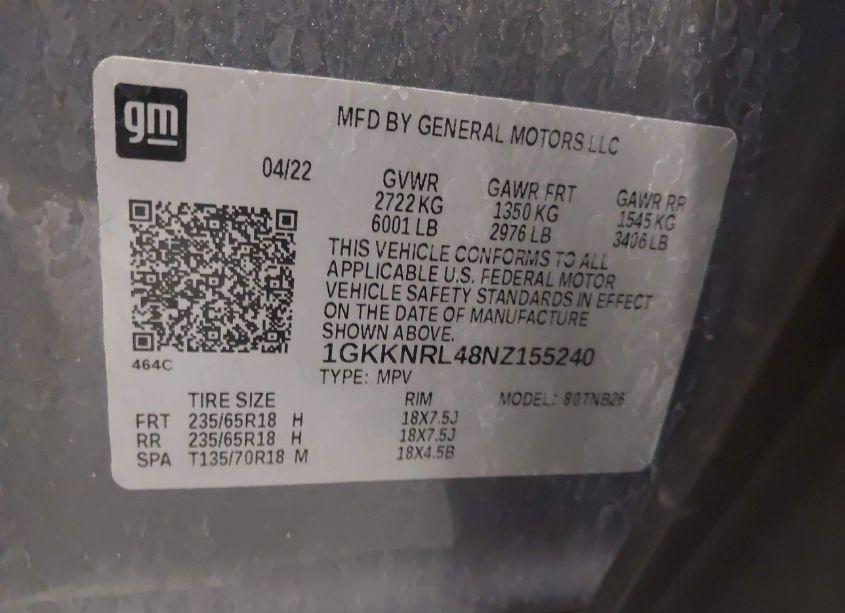 gm
MFD BY GENERAL MOTORS LLC
04/22
GVWR GAWR FRT GAWR RR
2722 KG 1350 KG 1545 KG
6001 LB 2976 LB 3406 LB
THIS VEHICLE CONFORMS TO ALL
APPLICABLE U.S. FEDERAL MOTOR
VEHICLE SAFETY STANDARDS IN EFFECT
ON THE DATE OF MANUFACTURE
SHOWN ABOVE.
464C
1GKKNRL48NZ155240
TYPE: MPV
TIRE SIZE RIM MODEL:
FRT 235/65R18 H 18X7.5J
RR 235/65R18 H 18X7.5J
SPA T135/70R18 M 18X4.5B